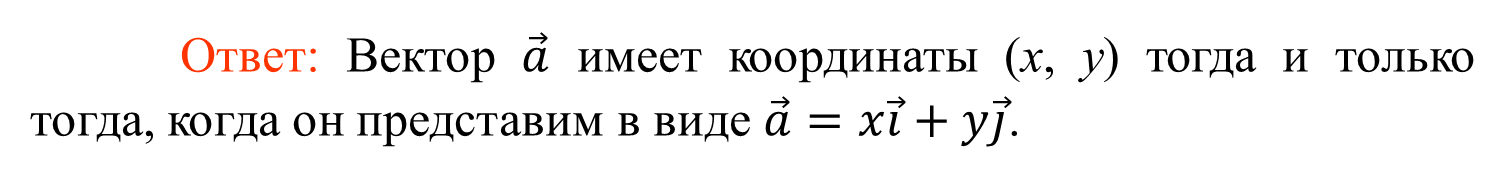 Ответ: Вектор a⃗ имеет координаты (x, y) тогда и только
тогда, когда он представим в виде a⃗ = xi⃗ + yj⃗.